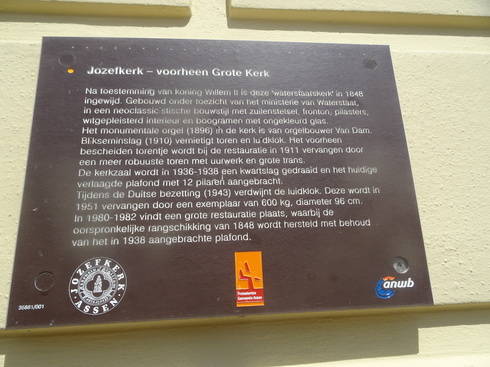 Jozefkerk – voorheen Grote Kerk
Na toestemming van koning Willem II is deze 'waterstaatskerk' in 1848
ingewijd. Gebouwd onder toezicht van het ministerie van Waterstaat,
in een neoclassicistische bouwstijl met zuilenstelsel, fronton, pilasters,
witgepleisterd interieur en boogramen met ongekleurd glas.
Het monumentale orgel (1896) in de kerk is van orgelbouwer Van Dam.
Blikseminslag (1910) vernietigt toren en luidklok. Het voorheen
bescheiden torentje wordt bij de restauratie in 1911 vervangen door
een meer robuuste toren met uurwerk en grote trans.
De kerkzaal wordt in 1936-1938 een kwartslag gedraaid en het huidige
verlaagde plafond met 12 pilaren aangebracht.
Tijdens de Duitse bezetting (1943) verdwijnt de luidklok. Deze wordt in
1951 vervangen door een exemplaar van 600 kg, diameter 96 cm.
In 1980-1982 vindt een grote restauratie plaats, waarbij de
oorspronkelijke rangschikking van 1848 wordt hersteld met behoud
van het in 1938 aangebrachte plafond.
JOZEFKERK
ASSEN
Protestantse
Gemeente Assen
anwb
35851/001